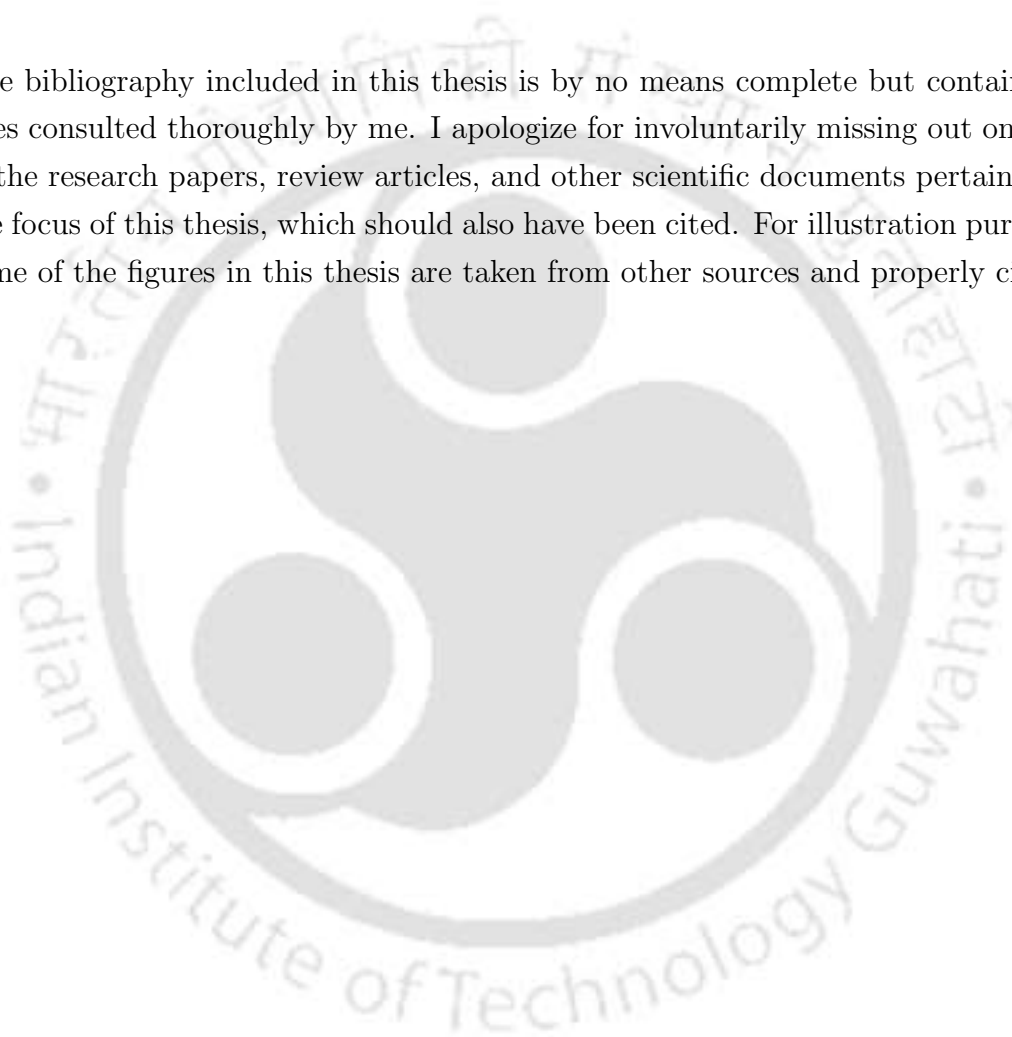 e bibliography included in this thesis is by no means complete but contai
es consulted thoroughly by me. I apologize for involuntarily missing out on
the research papers, review articles, and other scientific documents pertain
e focus of this thesis, which should also have been cited. For illustration pur
me of the figures in this thesis are taken from other sources and properly ci
भारतीय प्रौद्योगिकी संस्थान गुवाहाटी
• Indian Institute of Technology Guwahati •